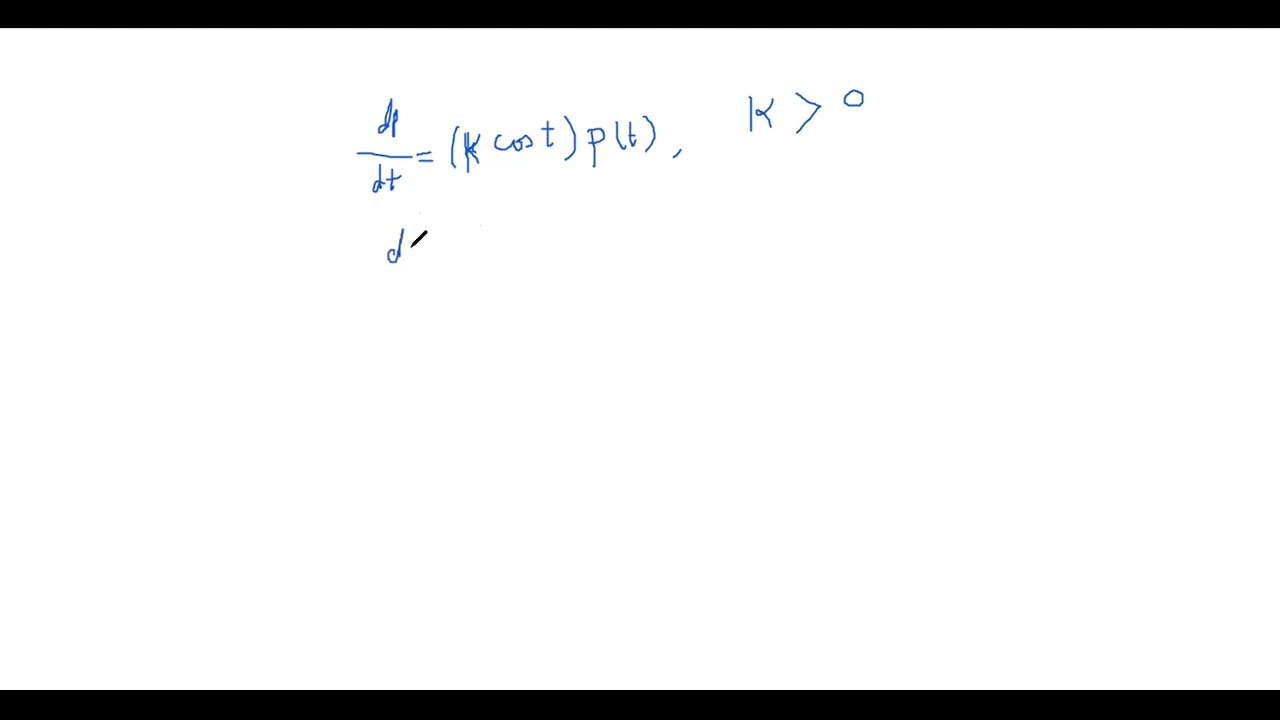 dp/dt = (k cos t) p(t), k > 0
d